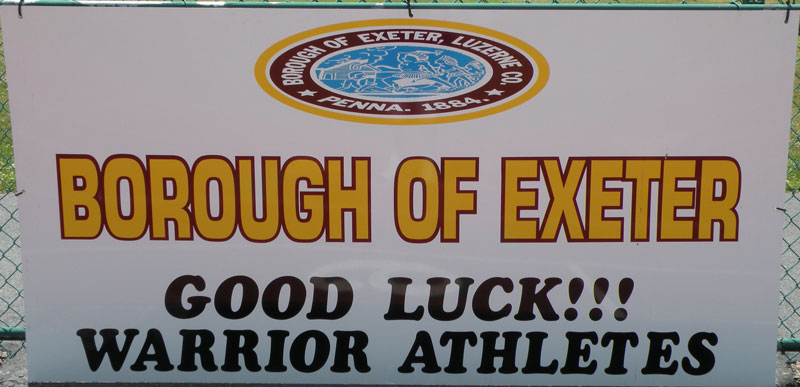 BOROUGH OF EXETER, LUZERNE CO.
PENNA. 1884.
BOROUGH OF EXETER
GOOD LUCK!!!
WARRIOR ATHLETES